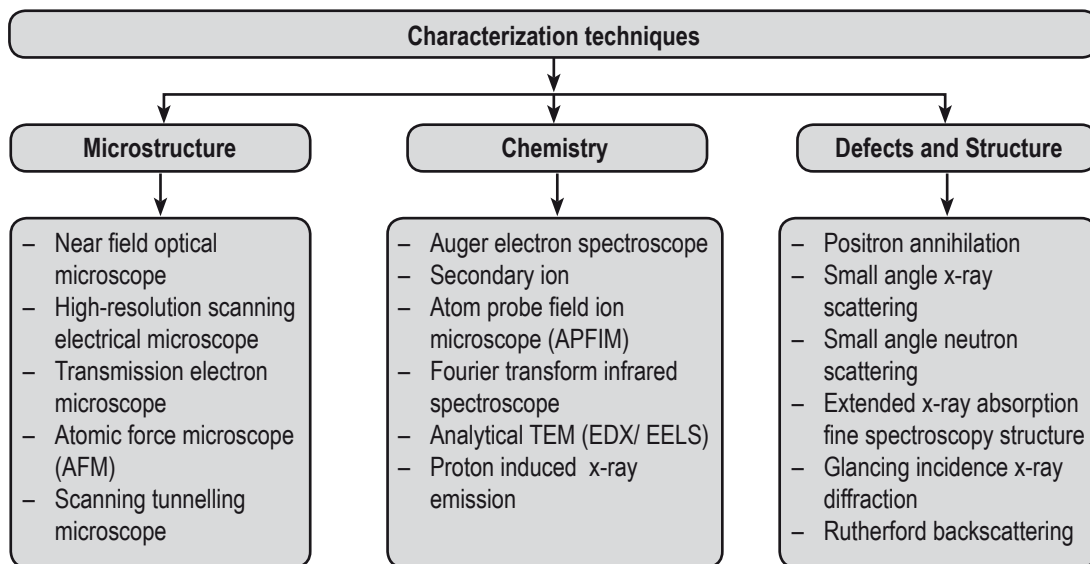 Characterization techniques
Microstructure
– Near field optical
microscope
– High-resolution scanning
electrical microscope
– Transmission electron
microscope
– Atomic force microscope
(AFM)
– Scanning tunnelling
microscope
Chemistry
– Auger electron spectroscope
– Secondary ion
– Atom probe field ion
microscope (APFIM)
– Fourier transform infrared
spectroscope
– Analytical TEM (EDX/ EELS)
– Proton induced x-ray
emission
Defects and Structure
– Positron annihilation
– Small angle x-ray
scattering
– Small angle neutron
scattering
– Extended x-ray absorption
fine spectroscopy structure
– Glancing incidence x-ray
diffraction
– Rutherford backscattering